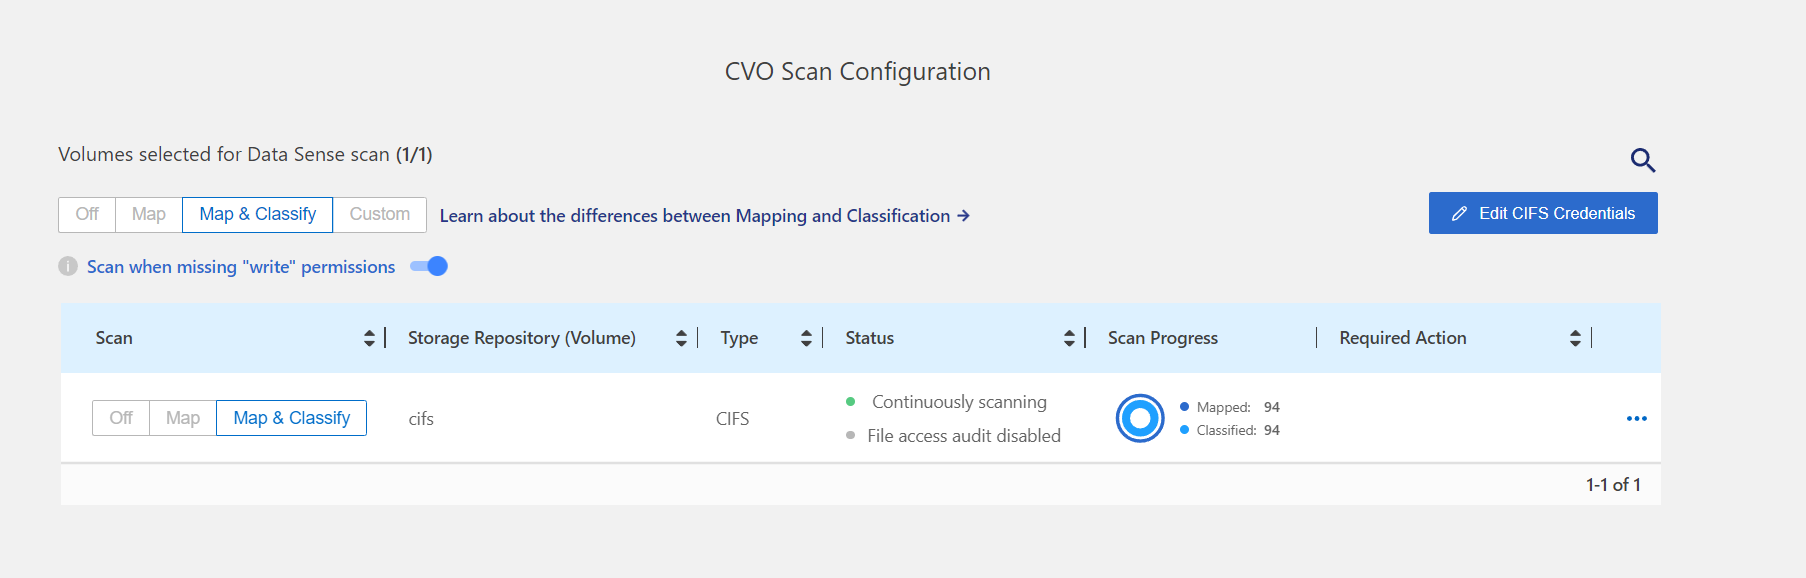 CVO Scan Configuration
Volumes selected for Data Sense scan (1/1)
Off Map Map & Classify Custom Learn about the differences between Mapping and Classification → Edit CIFS Credentials
i Scan when missing "write" permissions
Scan Storage Repository (Volume) Type Status Scan Progress Required Action
Off Map Map & Classify cifs CIFS
Continuously scanning
File access audit disabled
Mapped: 94
Classified: 94
1-1 of 1